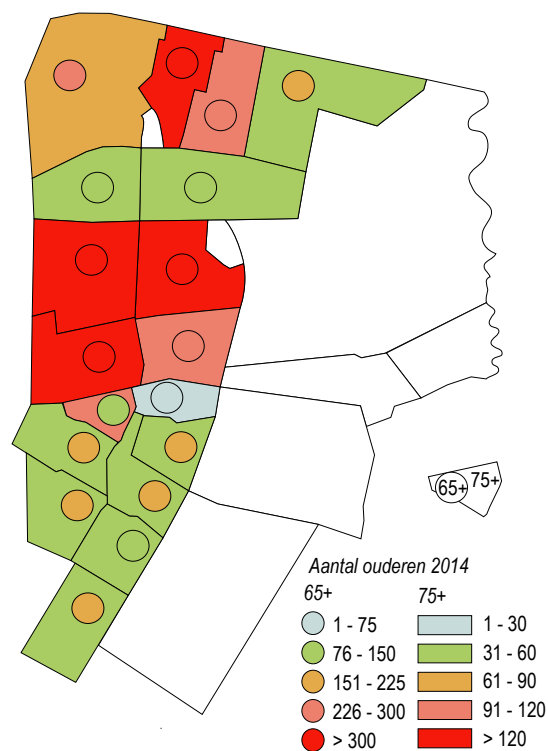 65+ 75+
Aantal ouderen 2014
65+ 75+
1 - 75 1 - 30
76 - 150 31 - 60
151 - 225 61 - 90
226 - 300 91 - 120
> 300 > 120